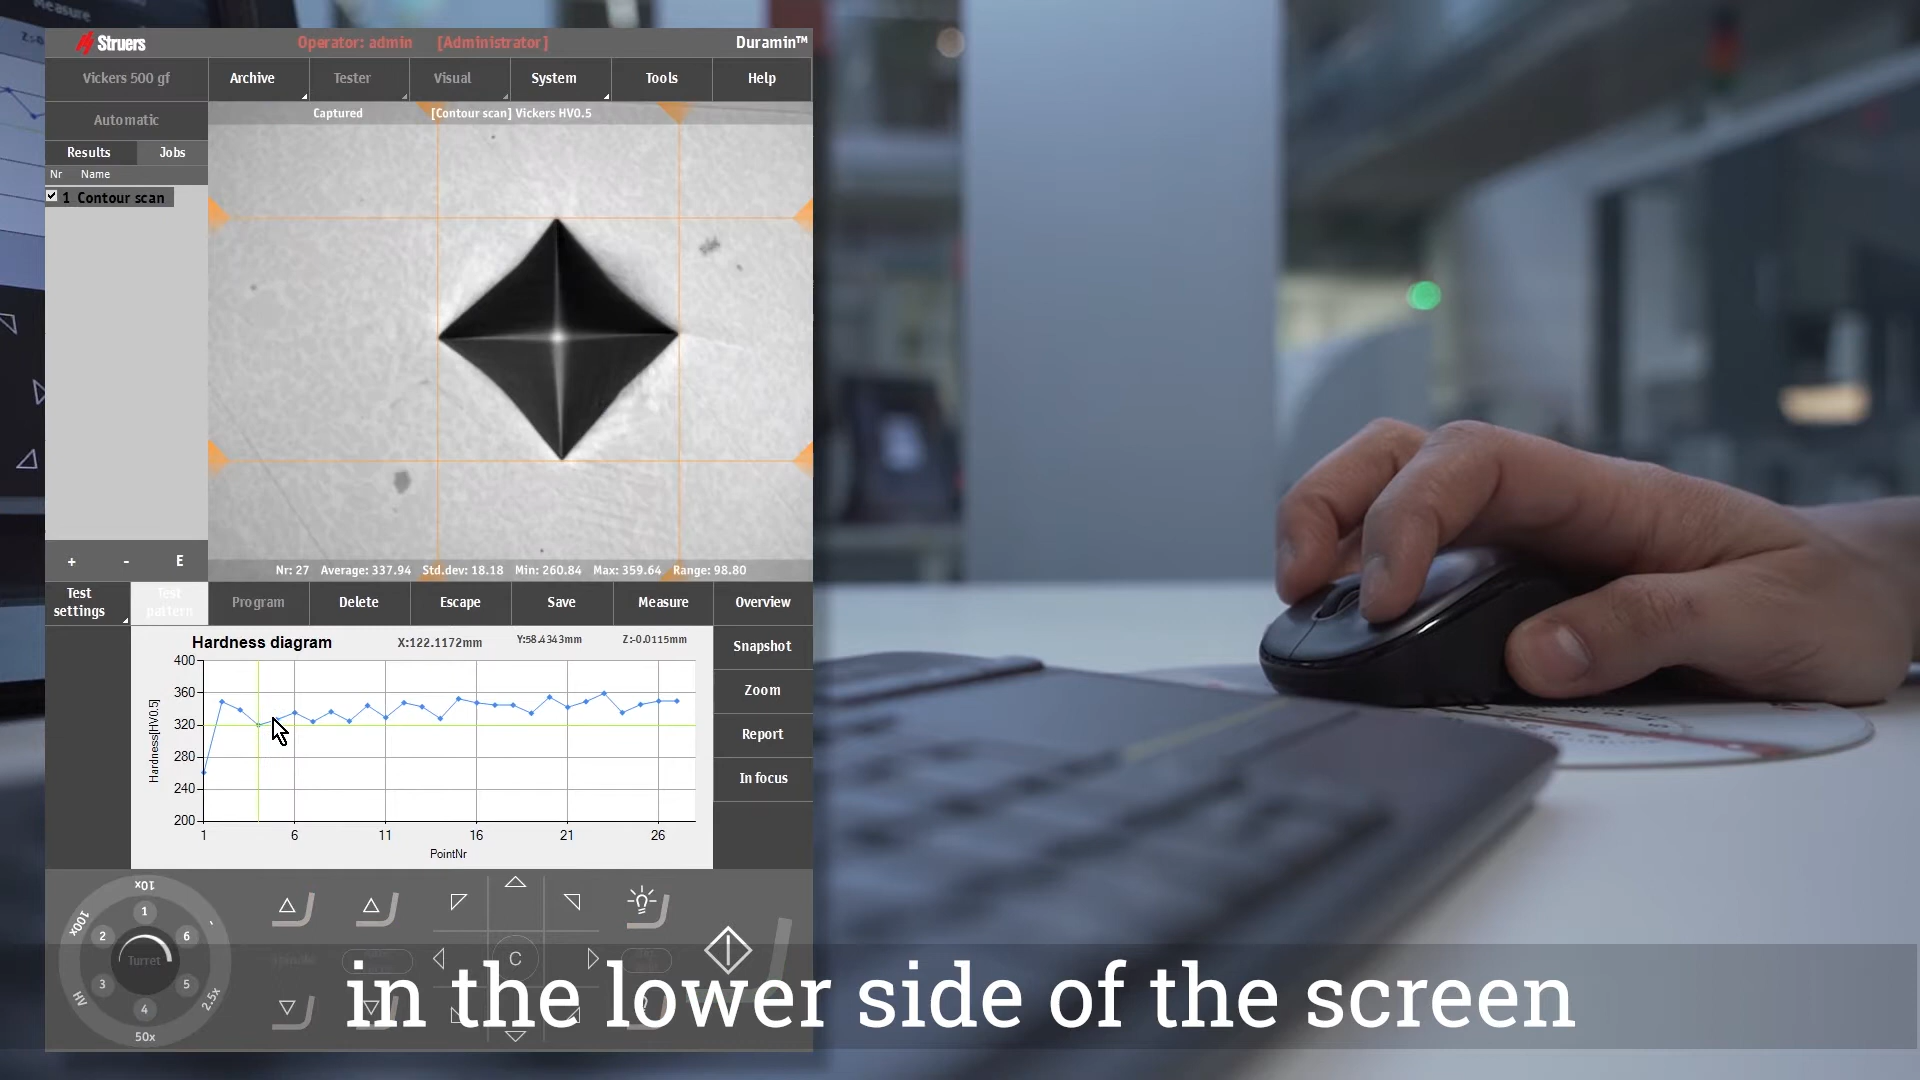 Measure
Struers
Operator: admin [Administrator]
Duramin™
Vickers 500 gf
Archive
Tester
Visual
System
Tools
Help
Automatic
Captured
[Contour scan] Vickers HV0.5
Results
Jobs
Nr
Name
1 Contour scan
+
-
E
Nr: 27 Average: 337.94 Std.dev: 18.18 Min: 260.84 Max: 359.64 Range: 98.80
Test
settings
Test
pattern
Program
Delete
Escape
Save
Measure
Overview
Hardness diagram
X:122.1172mm
Y:58.4343mm
Z:-0.0115mm
Snapshot
Zoom
Report
In focus
400
360
320
280
240
200
Hardness[HV0.5]
1
6
11
16
21
26
PointNr
10x
100x
1
2
6
Turret
3
5
4
HV
2.5x
50x
C
in the lower side of the screen